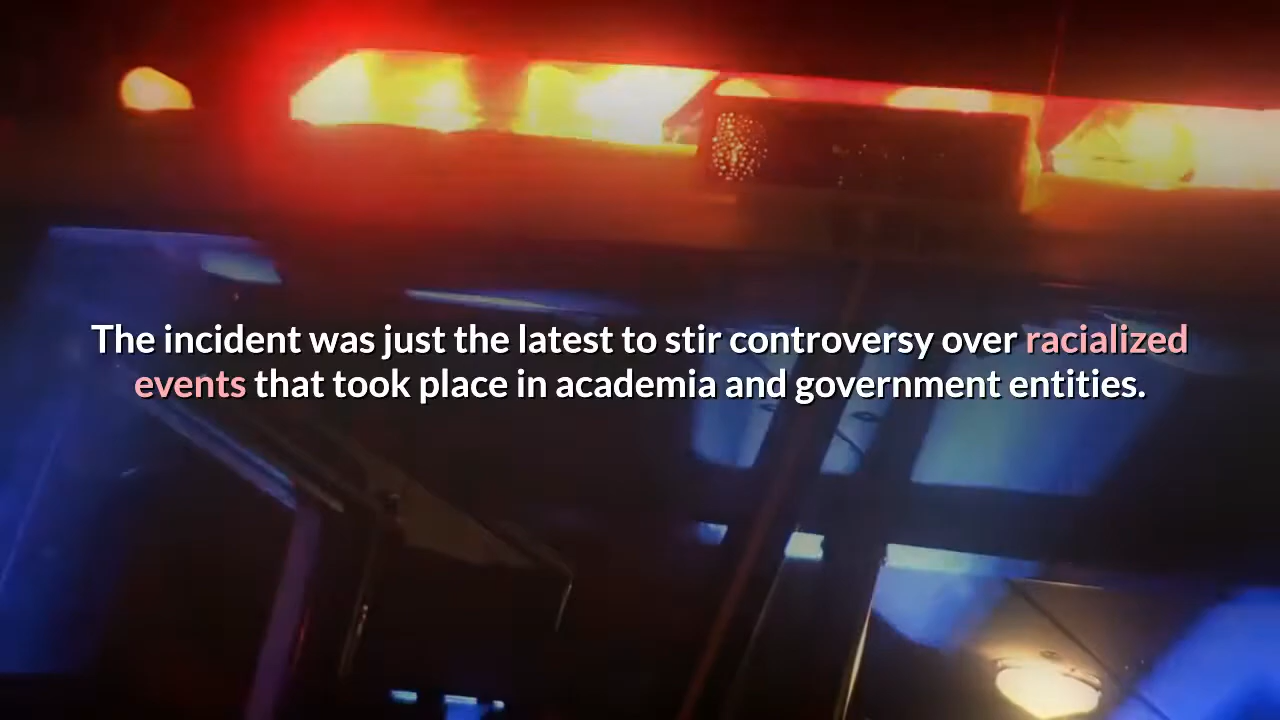 The incident was just the latest to stir controversy over racialized
events that took place in academia and government entities.